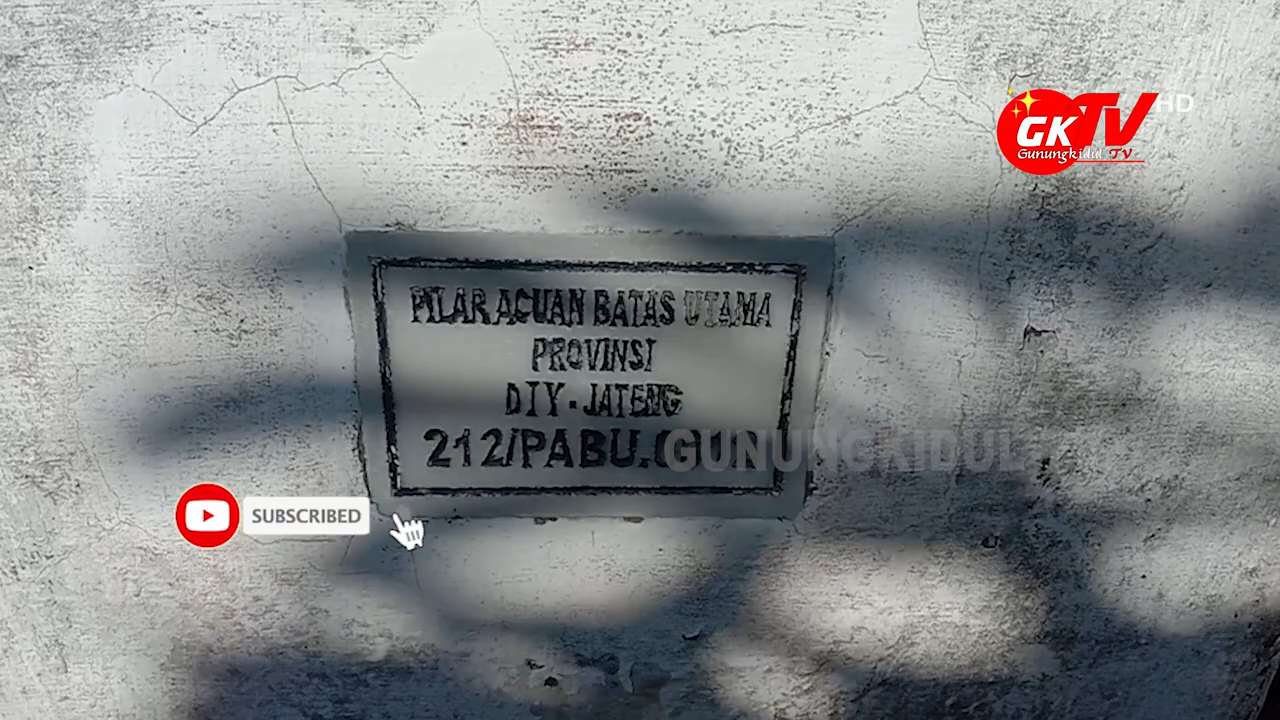 GKTV HD
Gunungkidul TV
PILAR ACUAN BATAS UTAMA
PROVINSI
DIY-JATENG
212/PABU.
GUNUNGKIDUL
SUBSCRIBED